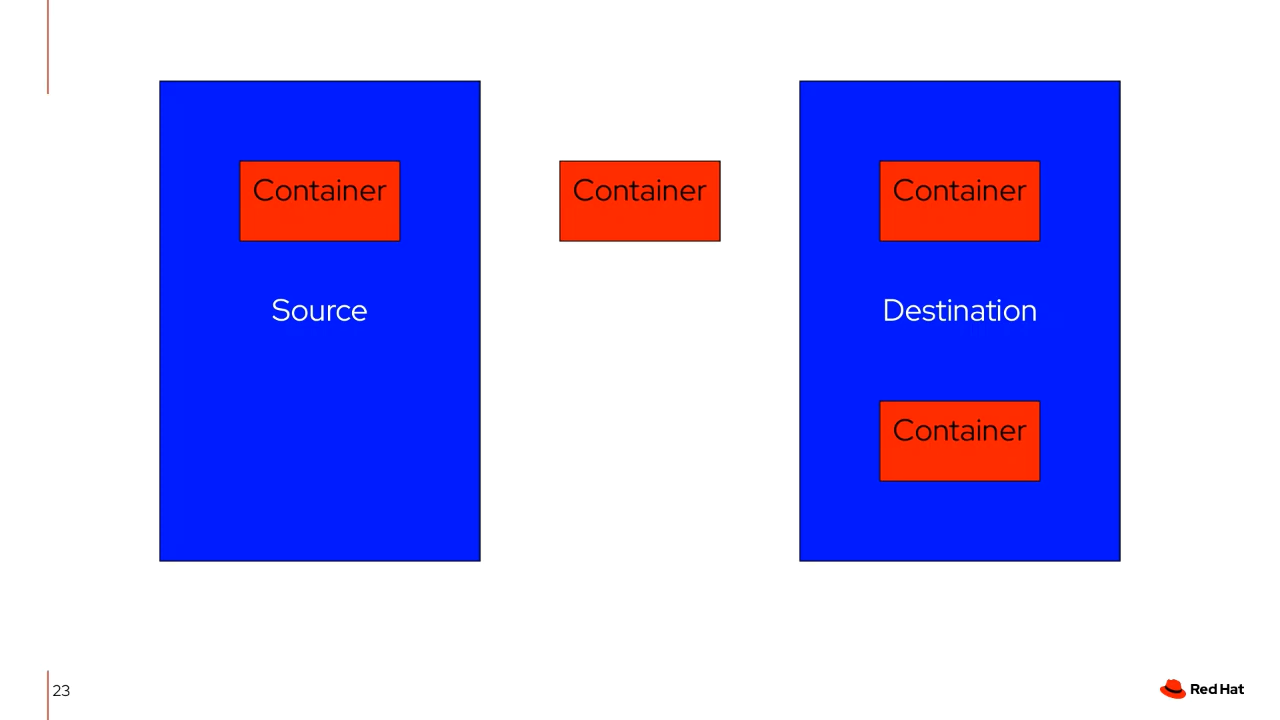 Container
Container
Container
Source
Destination
Container
23
Red Hat